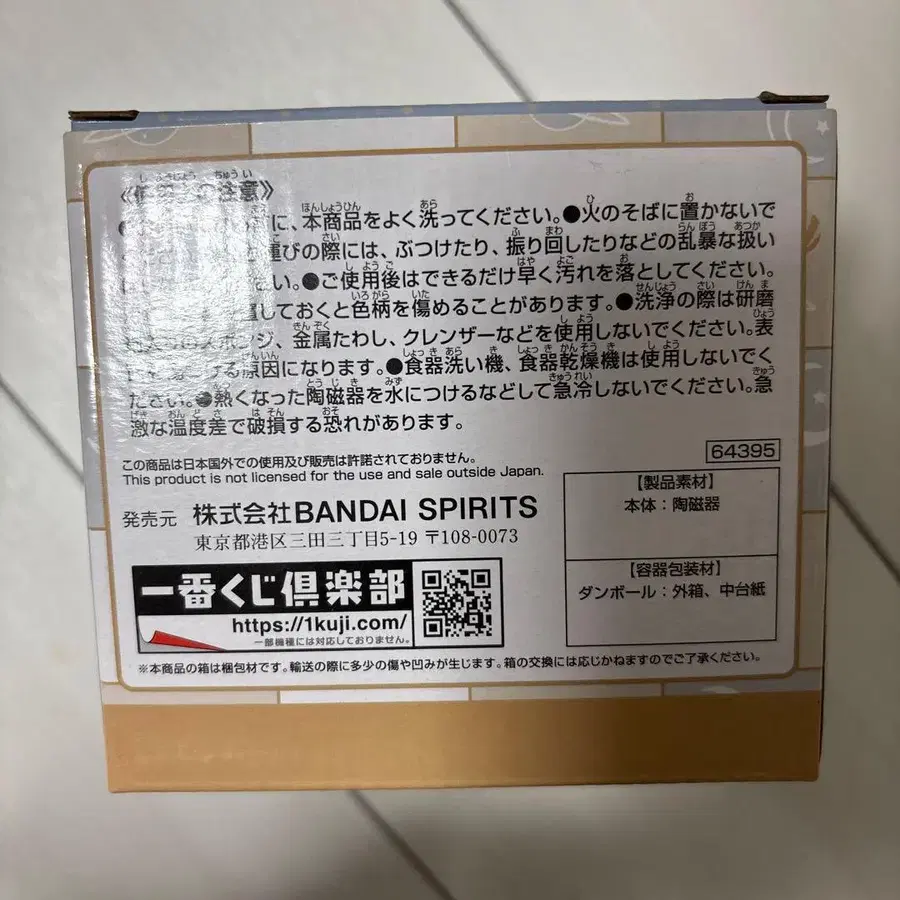 《使用上の注意》
に、本商品をよく洗ってください。●火のそばに置かないで
運びの際には、ぶつけたり、振り回したりなどの乱暴な扱い
ください。●ご使用後はできるだけ早く汚れを落としてください。
しておくと色柄を傷めることがあります。●洗浄の際は研磨
スポンジ、金属たわし、クレンザーなどを使用しないでください。表
原因になります。●食器洗い機、食器乾燥機は使用しないでく
ださい。●熱くなった陶磁器を水につけるなどして急冷しないでください。急
激な温度差で破損する恐れがあります。
この商品は日本国外での使用及び販売は許諾されておりません。
This product is not licensed for the use and sale outside Japan.
64395
発売元 株式会社BANDAI SPIRITS
東京都港区三田三丁目5-19 〒108-0073
【製品素材】
本体：陶磁器
【容器包装材】
ダンボール：外箱、中台紙
一番くじ倶楽部
https://1kuji.com/
一部機種には対応しておりません。
※本商品の箱は梱包材です。輸送の際に多少の傷や凹みが生じます。箱の交換には応じかねますのでご了承ください。